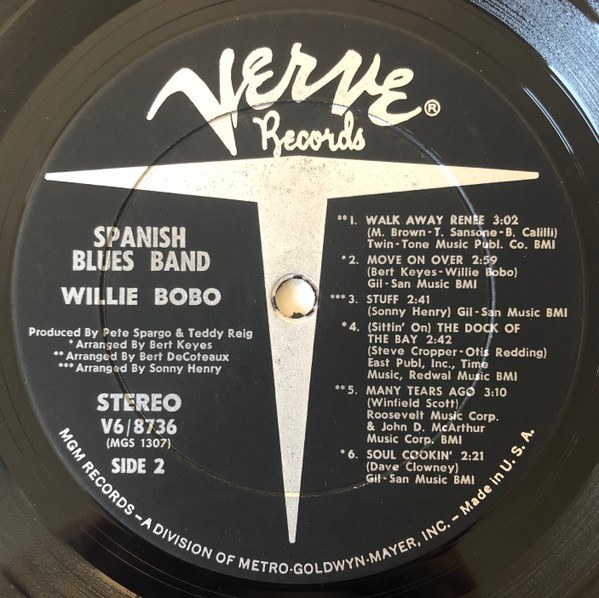 VERVE ®
Records
SPANISH
BLUES BAND
WILLIE BOBO
Produced By Pete Spargo & Teddy Reig
* Arranged By Bert Keyes
** Arranged By Bert DeCoteaux
*** Arranged By Sonny Henry
STEREO
V6/8736
(MGS 1307)
SIDE 2
**1. WALK AWAY RENEE 3:02
(M. Brown-T. Sansone-B. Calilli)
Twin-Tone Music Publ. Co. BMI
*2. MOVE ON OVER 2:59
(Bert Keyes-Willie Bobo)
Gil-San Music BMI
***3. STUFF 2:41
(Sonny Henry) Gil-San Music BMI
*4. (Sittin' On) THE DOCK OF
THE BAY 2:42
(Steve Cropper-Otis Redding)
East Publ, Inc., Time
Music, Redwal Music BMI
**5. MANY TEARS AGO 3:10
(Winfield Scott)
Roosevelt Music Corp.
& John D. McArthur
Music Corp. BMI
*6. SOUL COOKIN' 2:21
(Dave Clowney)
Gil-San Music BMI
MGM RECORDS – A DIVISION OF METRO-GOLDWYN-MAYER, INC. – Made in U.S.A.